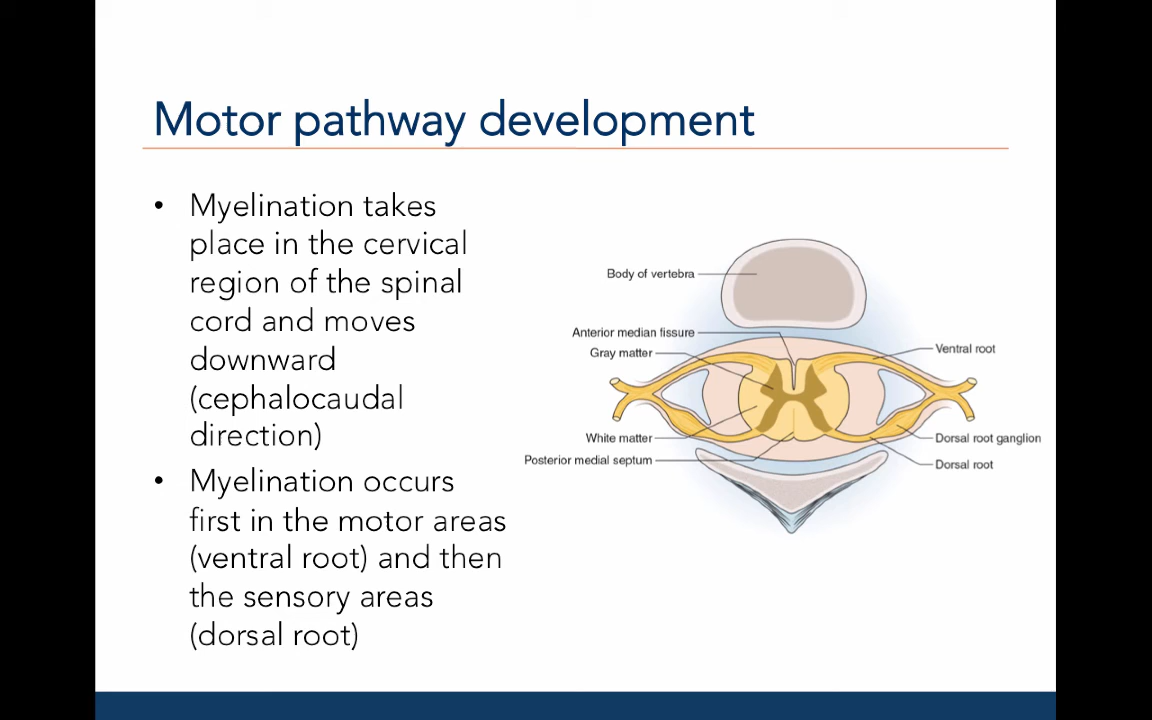 Motor pathway development
• Myelination takes
place in the cervical
region of the spinal
cord and moves
downward
(cephalocaudal
direction)
• Myelination occurs
first in the motor areas
(ventral root) and then
the sensory areas
(dorsal root)
Body of vertebra
Anterior median fissure
Gray matter
White matter
Posterior medial septum
Ventral root
Dorsal root ganglion
Dorsal root